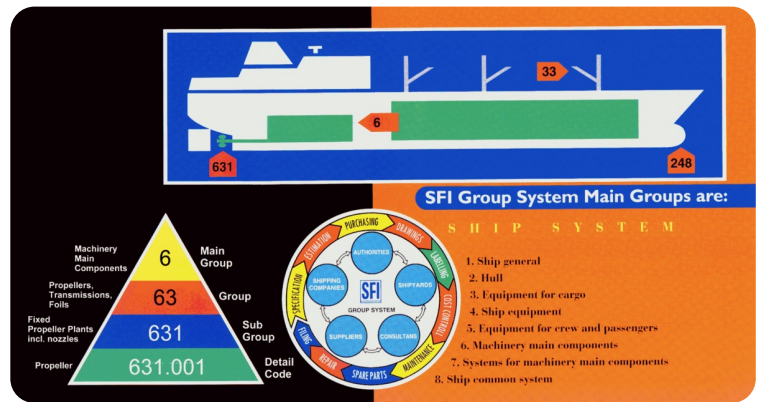 33
6
631
248
SFI Group System Main Groups are:
SHIP SYSTEM
1. Ship general
2. Hull
3. Equipment for cargo
4. Ship equipment
5. Equipment for crew and passengers
6. Machinery main components
7. Systems for machinery main components
8. Ship common system
Machinery
Main
Components
6
Main
Group
Propellers,
Transmissions,
Foils
63
Group
Fixed
Propeller Plants
incl. nozzles
631
Sub
Group
Propeller
631.001
Detail
Code
PURCHASING
DRAWINGS
LABELLING
COST CONTROL
MAINTENANCE
SPARE PARTS
REPAIR
FILING
SPECIFICATION
ESTIMATION
AUTHORITIES
SHIPPING
COMPANIES
SFI
SHIPYARDS
GROUP SYSTEM
SUPPLIERS
CONSULTANS